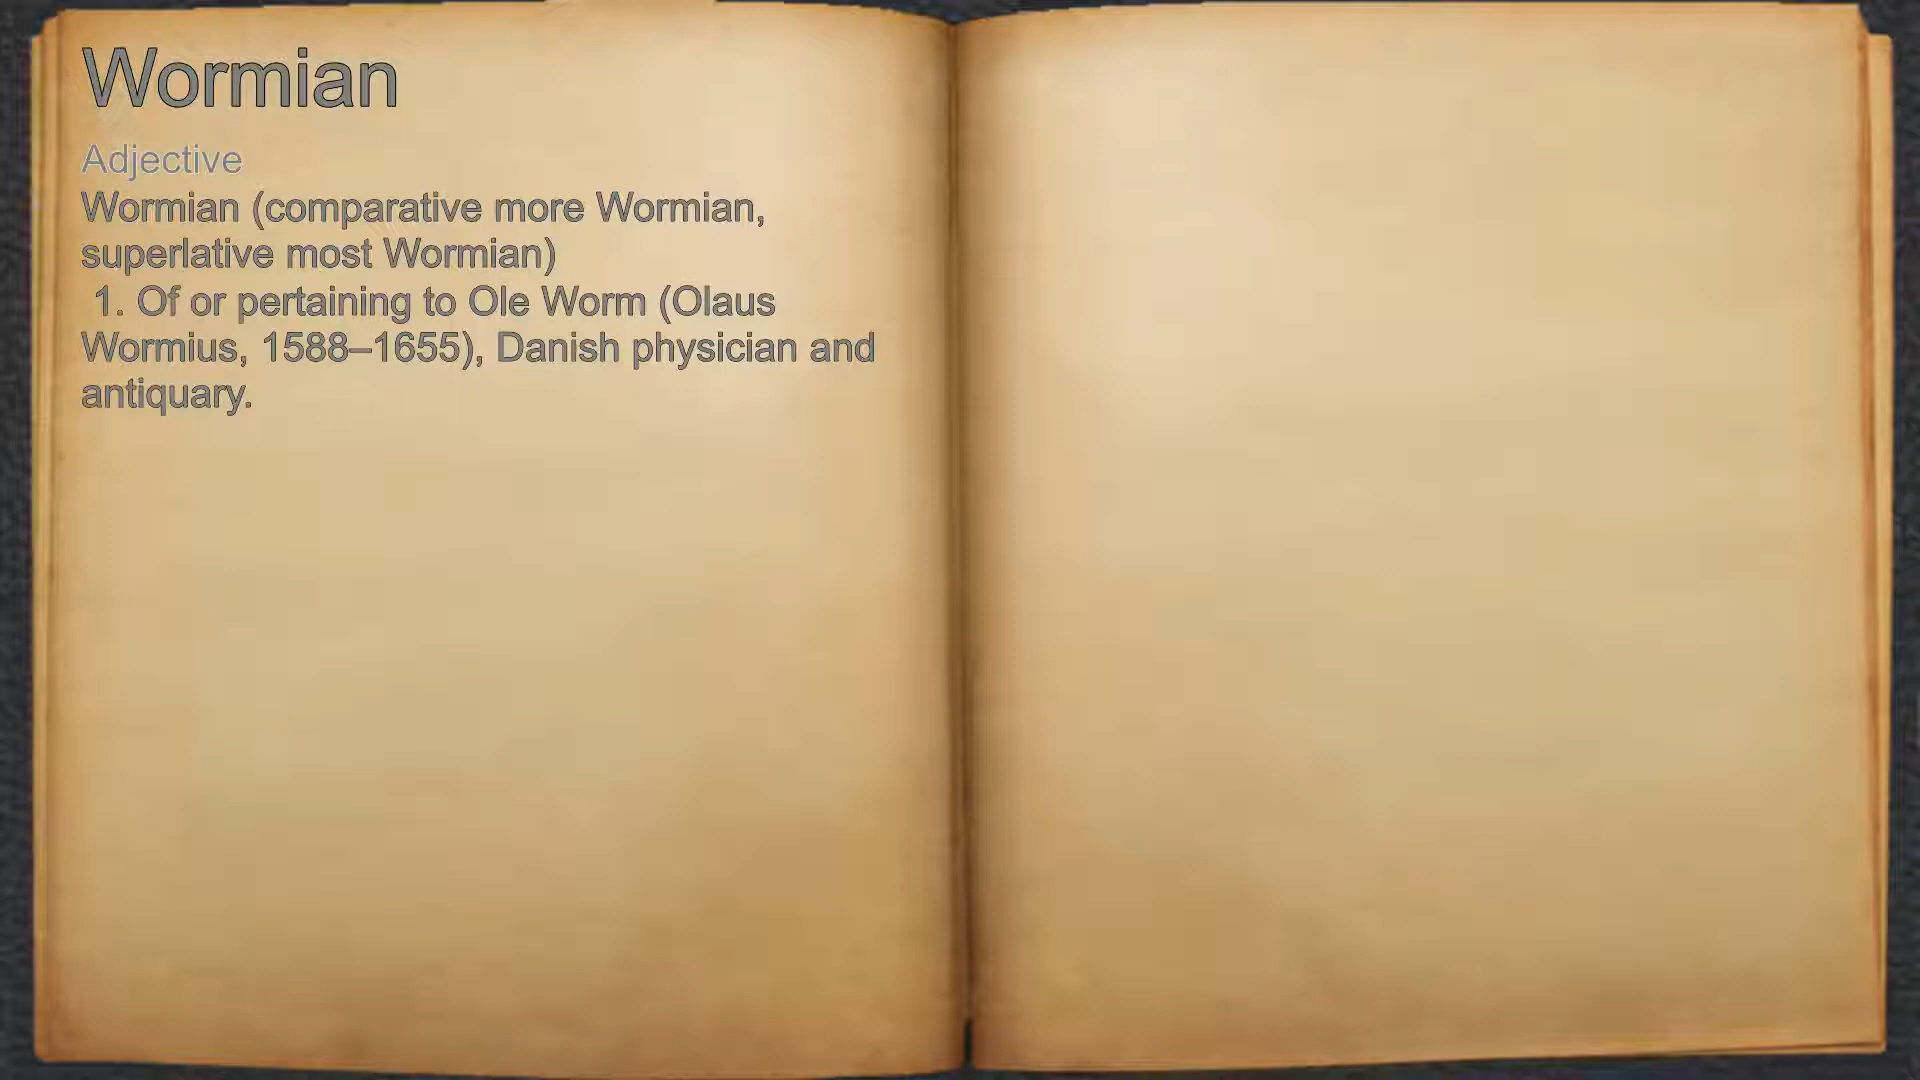 Wormian
Adjective
Wormian (comparative more Wormian,
superlative most Wormian)
1. Of or pertaining to Ole Worm (Olaus
Wormius, 1588–1655), Danish physician and
antiquary.